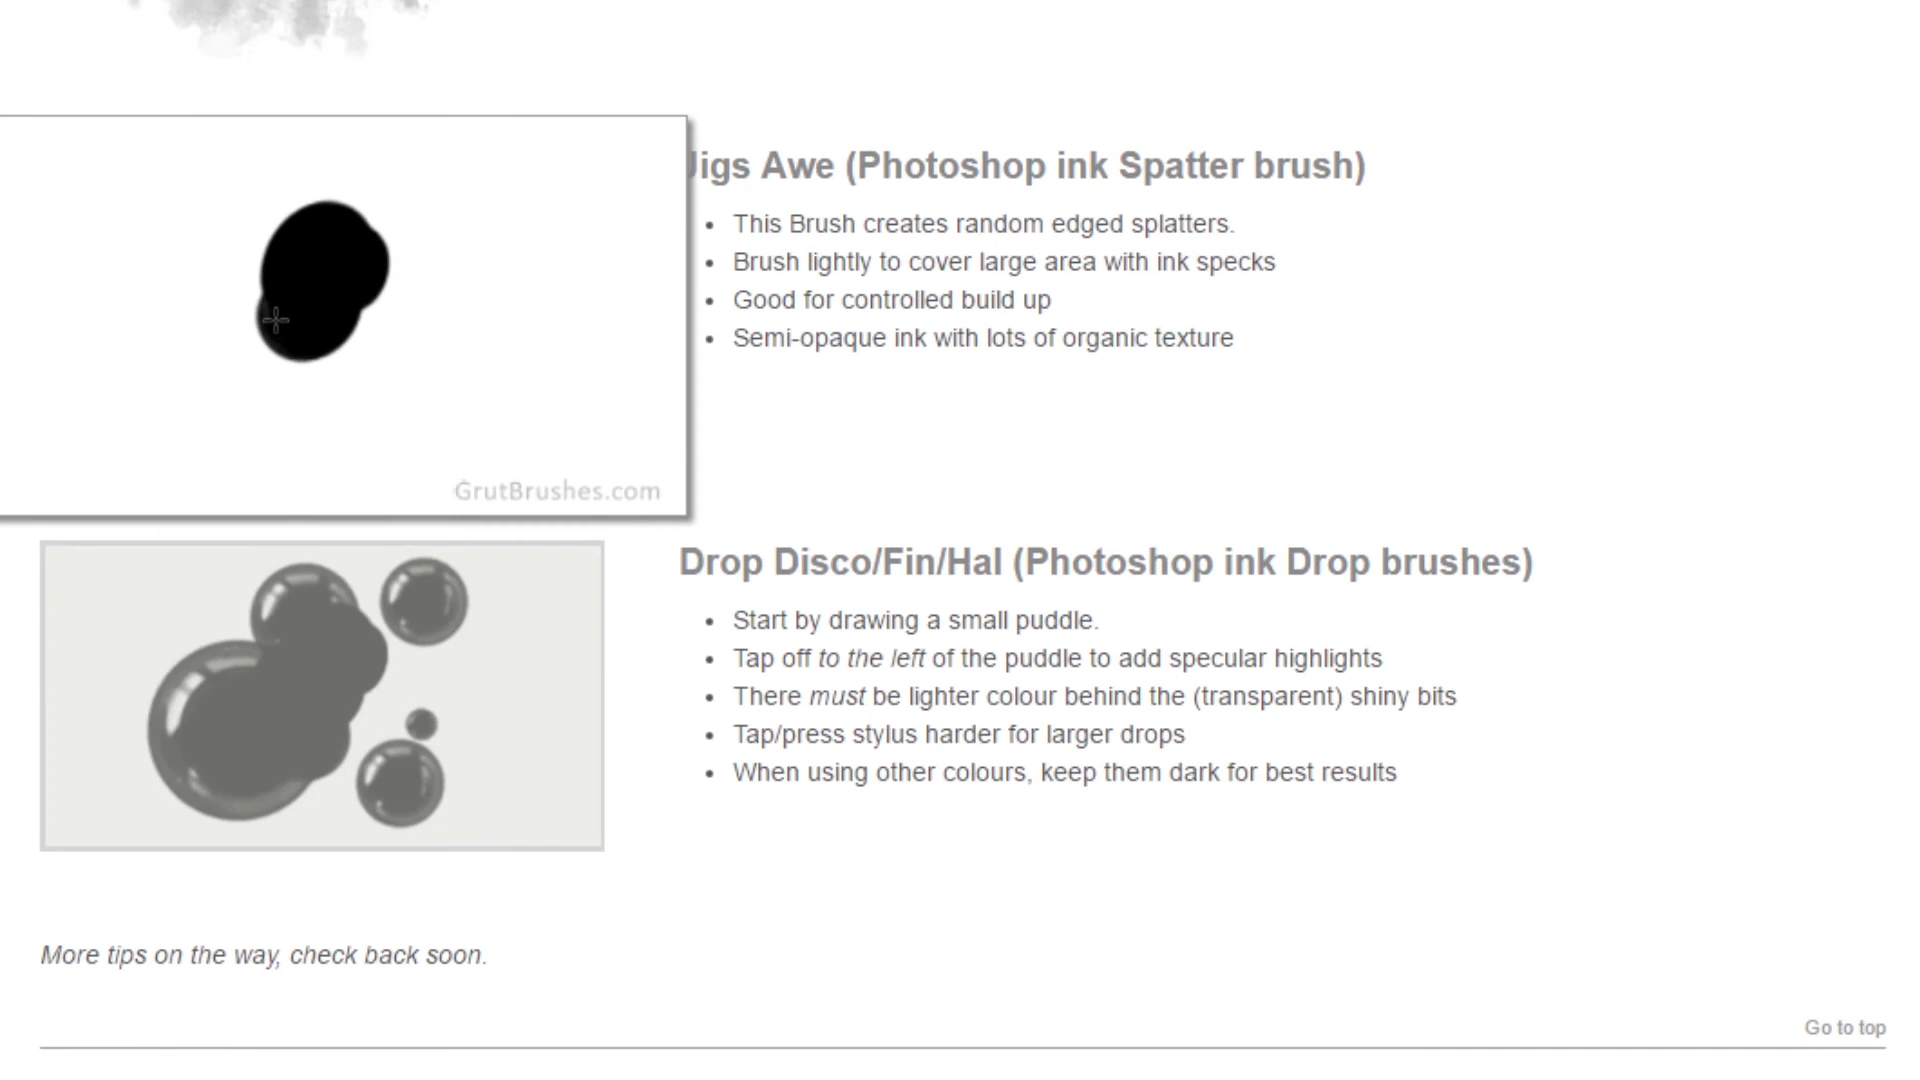 Jigs Awe (Photoshop ink Spatter brush)
This Brush creates random edged splatters.
Brush lightly to cover large area with ink specks
Good for controlled build up
Semi-opaque ink with lots of organic texture
GrutBrushes.com
Drop Disco/Fin/Hal (Photoshop ink Drop brushes)
Start by drawing a small puddle.
Tap off to the left of the puddle to add specular highlights
There must be lighter colour behind the (transparent) shiny bits
Tap/press stylus harder for larger drops
When using other colours, keep them dark for best results
More tips on the way, check back soon.
Go to top